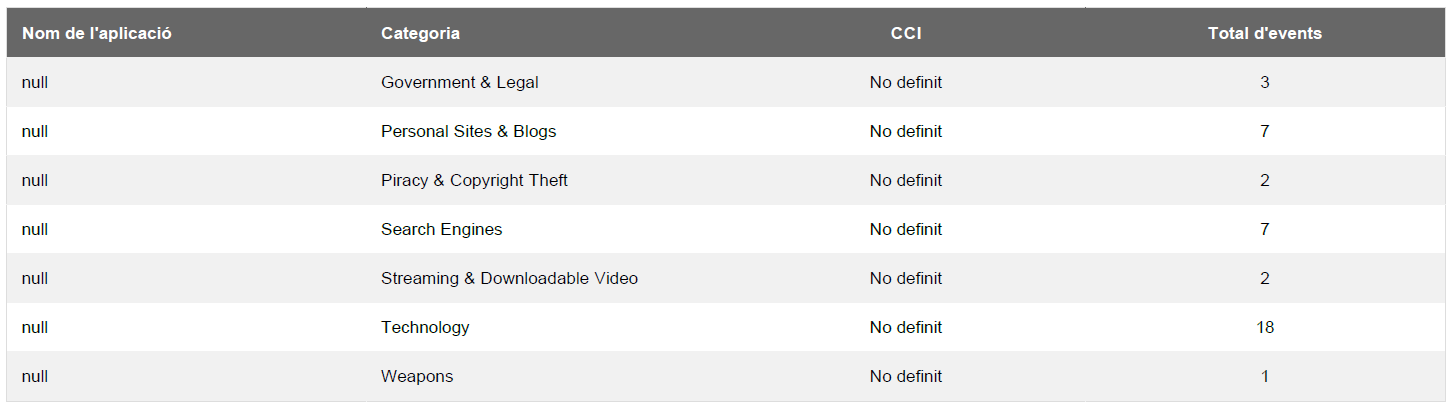 Nom de l'aplicació Categoria CCI Total d'events
null Government & Legal No definit 3
null Personal Sites & Blogs No definit 7
null Piracy & Copyright Theft No definit 2
null Search Engines No definit 7
null Streaming & Downloadable Video No definit 2
null Technology No definit 18
null Weapons No definit 1